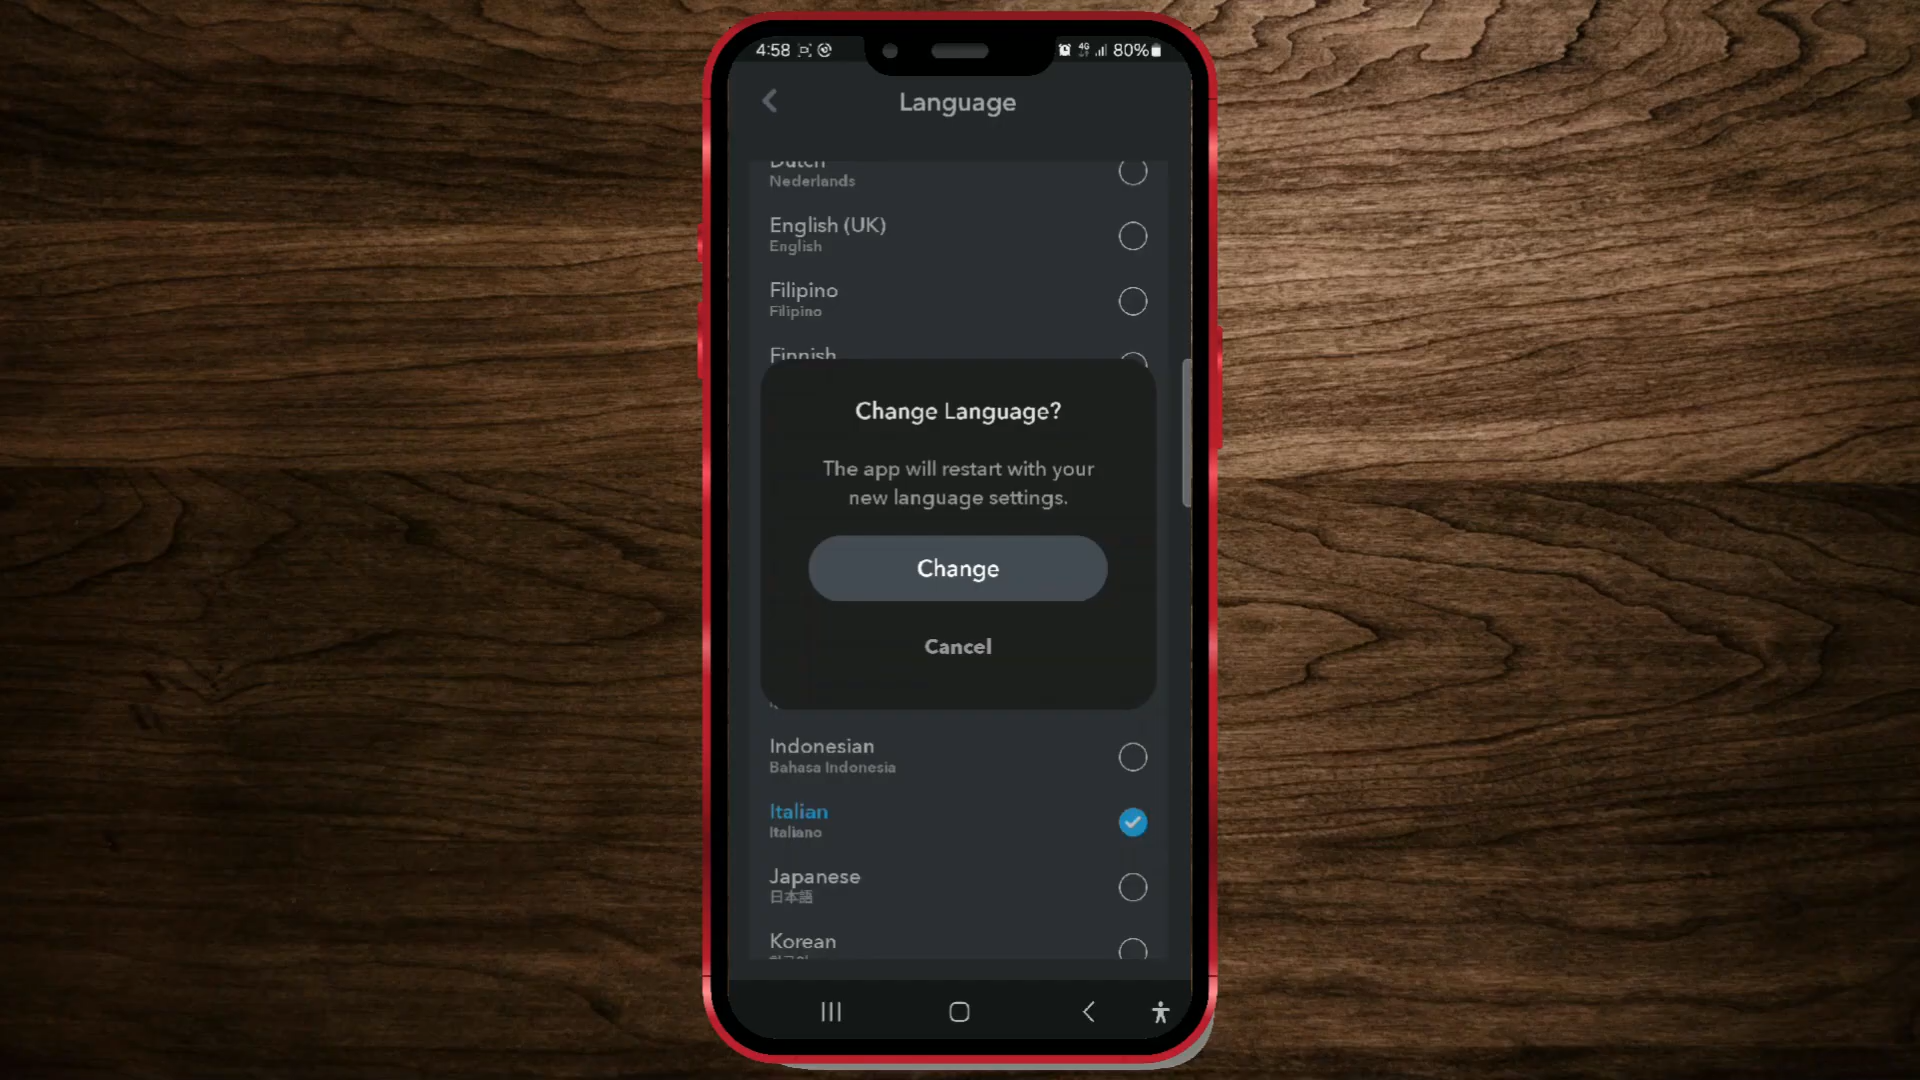 4:58
4G 80%
Language
Dutch
Nederlands
English (UK)
English
Filipino
Filipino
Finnish
Change Language?
The app will restart with your
new language settings.
Change
Cancel
Indonesian
Bahasa Indonesia
Italian
Italiano
Japanese
日本語
Korean